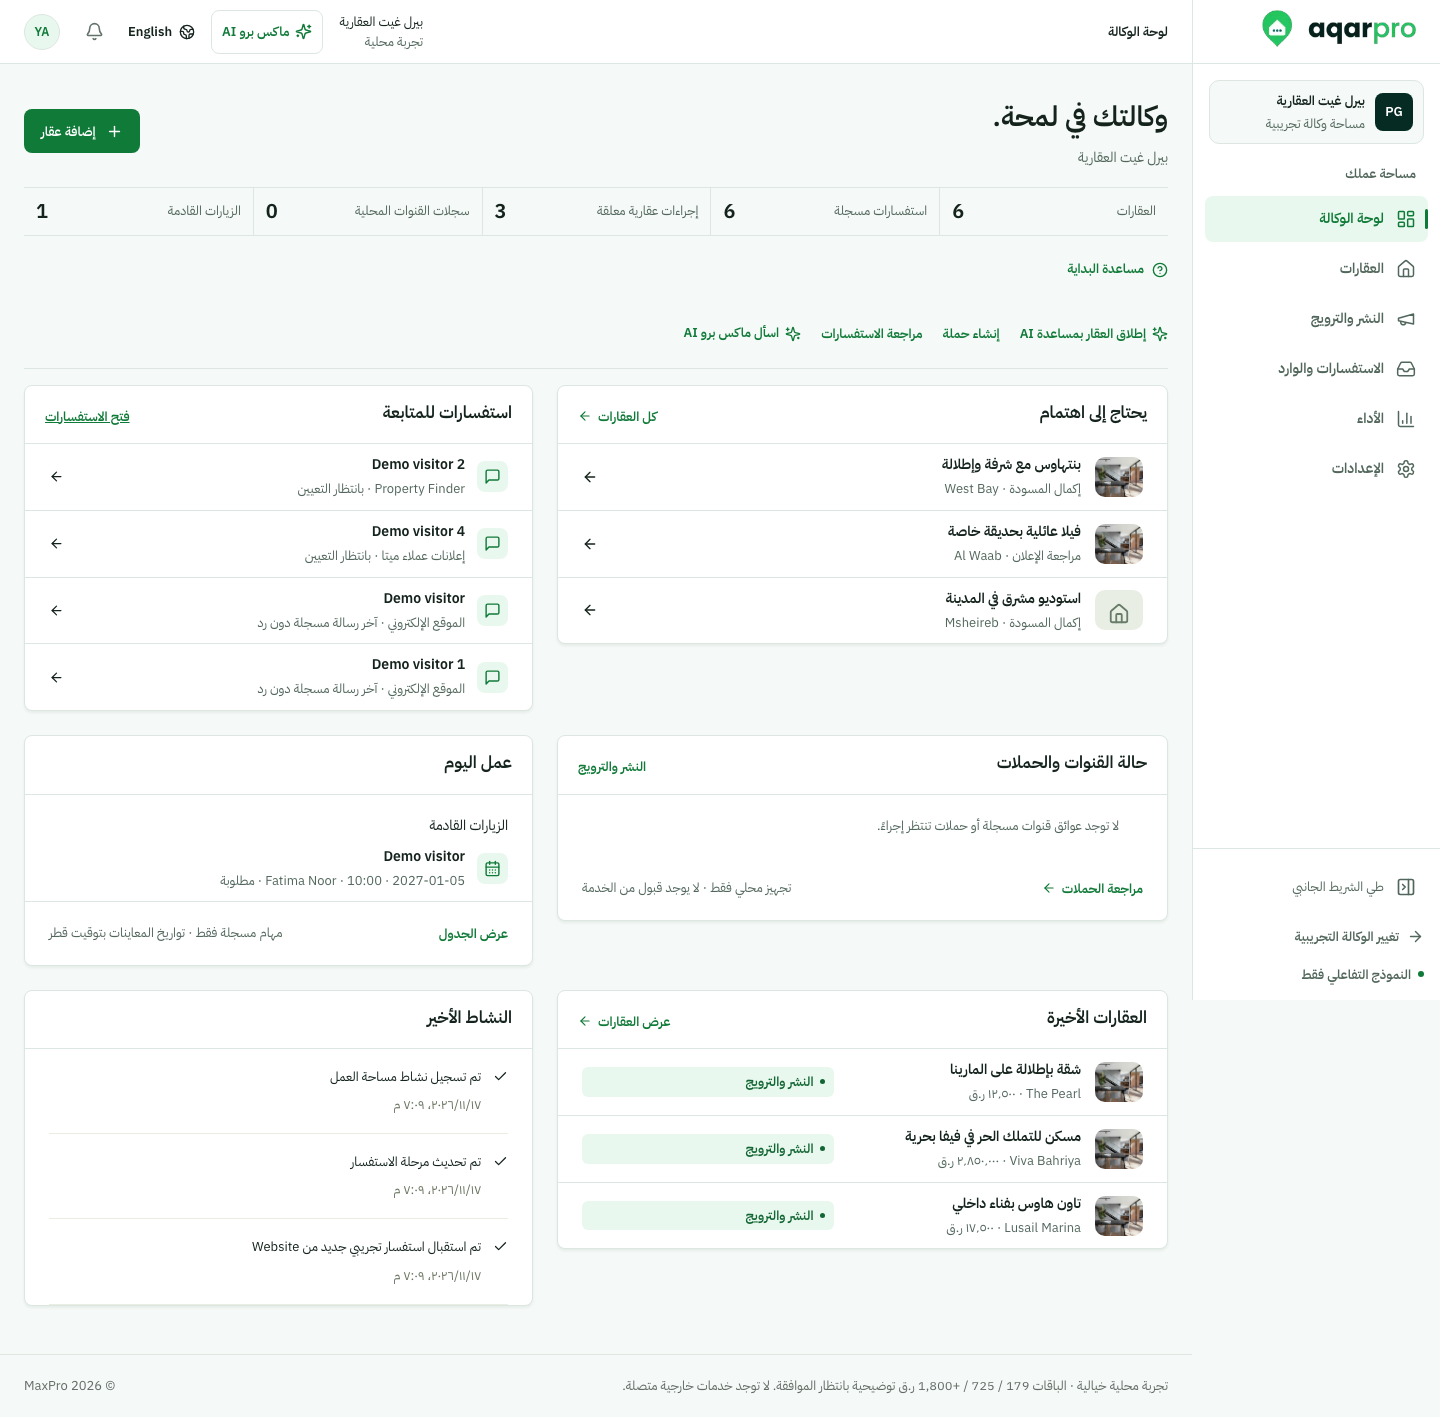 aqarpro
لوحة الوكالة
بيرل غيت العقارية
تجربة محلية
ماكس برو AI
English
YA
PG
بيرل غيت العقارية
مساحة وكالة تجريبية
مساحة عملك
لوحة الوكالة
العقارات
النشر والترويج
الاستفسارات والوارد
الأداء
الإعدادات
طي الشريط الجانبي
تغيير الوكالة التجريبية
النموذج التفاعلي فقط
وكالتك في لمحة.
بيرل غيت العقارية
إضافة عقار
العقارات 6
استفسارات مسجلة 6
إجراءات عقارية معلقة 3
سجلات القنوات المحلية 0
الزيارات القادمة 1
مساعدة البداية
إطلاق العقار بمساعدة AI
إنشاء حملة
مراجعة الاستفسارات
اسأل ماكس برو AI
يحتاج إلى اهتمام
كل العقارات
بنتهاوس مع شرفة وإطلالة
إكمال المسودة · West Bay
فيلا عائلية بحديقة خاصة
مراجعة الإعلان · Al Waab
استوديو مشرق في المدينة
إكمال المسودة · Msheireb
استفسارات للمتابعة
فتح الاستفسارات
Demo visitor 2
Property Finder · بانتظار التعيين
Demo visitor 4
إعلانات عملاء ميتا · بانتظار التعيين
Demo visitor
الموقع الإلكتروني · آخر رسالة مسجلة دون رد
Demo visitor 1
الموقع الإلكتروني · آخر رسالة مسجلة دون رد
حالة القنوات والحملات
النشر والترويج
لا توجد عوائق قنوات مسجلة أو حملات تنتظر إجراءً.
مراجعة الحملات
تجهيز محلي فقط · لا يوجد قبول من الخدمة
عمل اليوم
الزيارات القادمة
Demo visitor
2027-01-05 · 10:00 · Fatima Noor · مطلوبة
عرض الجدول
مهام مسجلة فقط · تواريخ المعاينات بتوقيت قطر
العقارات الأخيرة
عرض العقارات
شقة بإطلالة على المارينا
The Pearl · ١٢٬٥٠٠ ر.ق
النشر والترويج
مسكن للتملك الحر في فيفا بحرية
Viva Bahriya · ٢٬٨٥٠٬٠٠٠ ر.ق
النشر والترويج
تاون هاوس بفناء داخلي
Lusail Marina · ١٧٬٥٠٠ ر.ق
النشر والترويج
النشاط الأخير
تم تسجيل نشاط مساحة العمل
٢٠٢٦/١١/١٧، ٧:٠٩ م
تم تحديث مرحلة الاستفسار
٢٠٢٦/١١/١٧، ٧:٠٩ م
تم استقبال استفسار تجريبي جديد من Website
٢٠٢٦/١١/١٧، ٧:٠٩ م
تجربة محلية خيالية · الباقات 179 / 725 / +1,800 ر.ق توضيحية بانتظار الموافقة. لا توجد خدمات خارجية متصلة.
© 2026 MaxPro